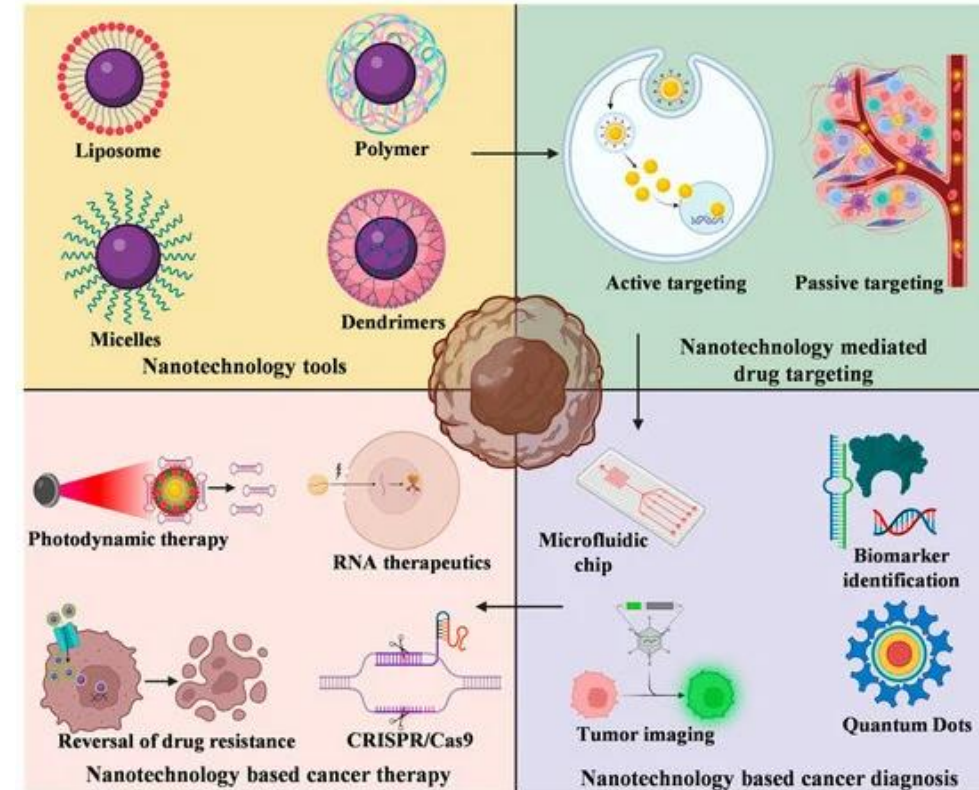 Liposome
Polymer
Micelles
Dendrimers
Nanotechnology tools
Active targeting
Passive targeting
Nanotechnology mediated
drug targeting
Photodynamic therapy
RNA therapeutics
Reversal of drug resistance
CRISPR/Cas9
Nanotechnology based cancer therapy
Microfluidic
chip
Biomarker
identification
Tumor imaging
Quantum Dots
Nanotechnology based cancer diagnosis